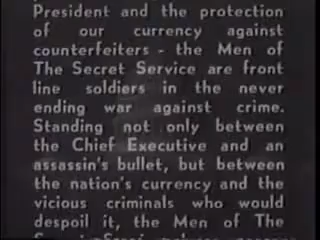 President and the protection
of our currency against
counterfeiters - the Men of
The Secret Service are front
line soldiers in the never
ending war against crime.
Standing not only between
the Chief Executive and an
assassin's bullet, but between
the nation's currency and the
vicious criminals who would
despoil it, the Men of The